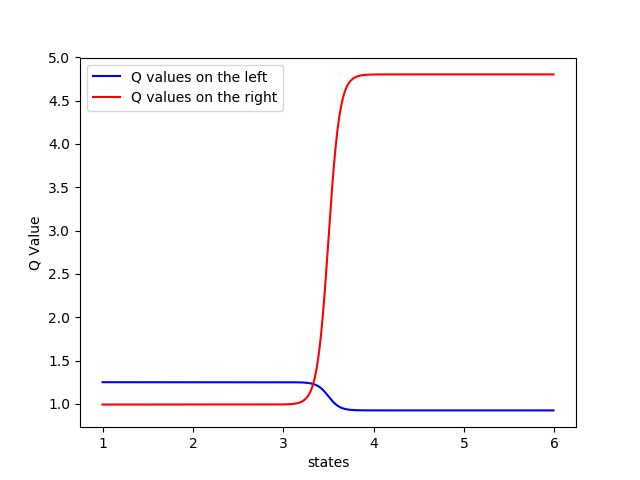 Q values on the left
Q values on the right
5.0
4.5
4.0
3.5
3.0
2.5
2.0
1.5
1.0
Q Value
1 2 3 4 5 6
states